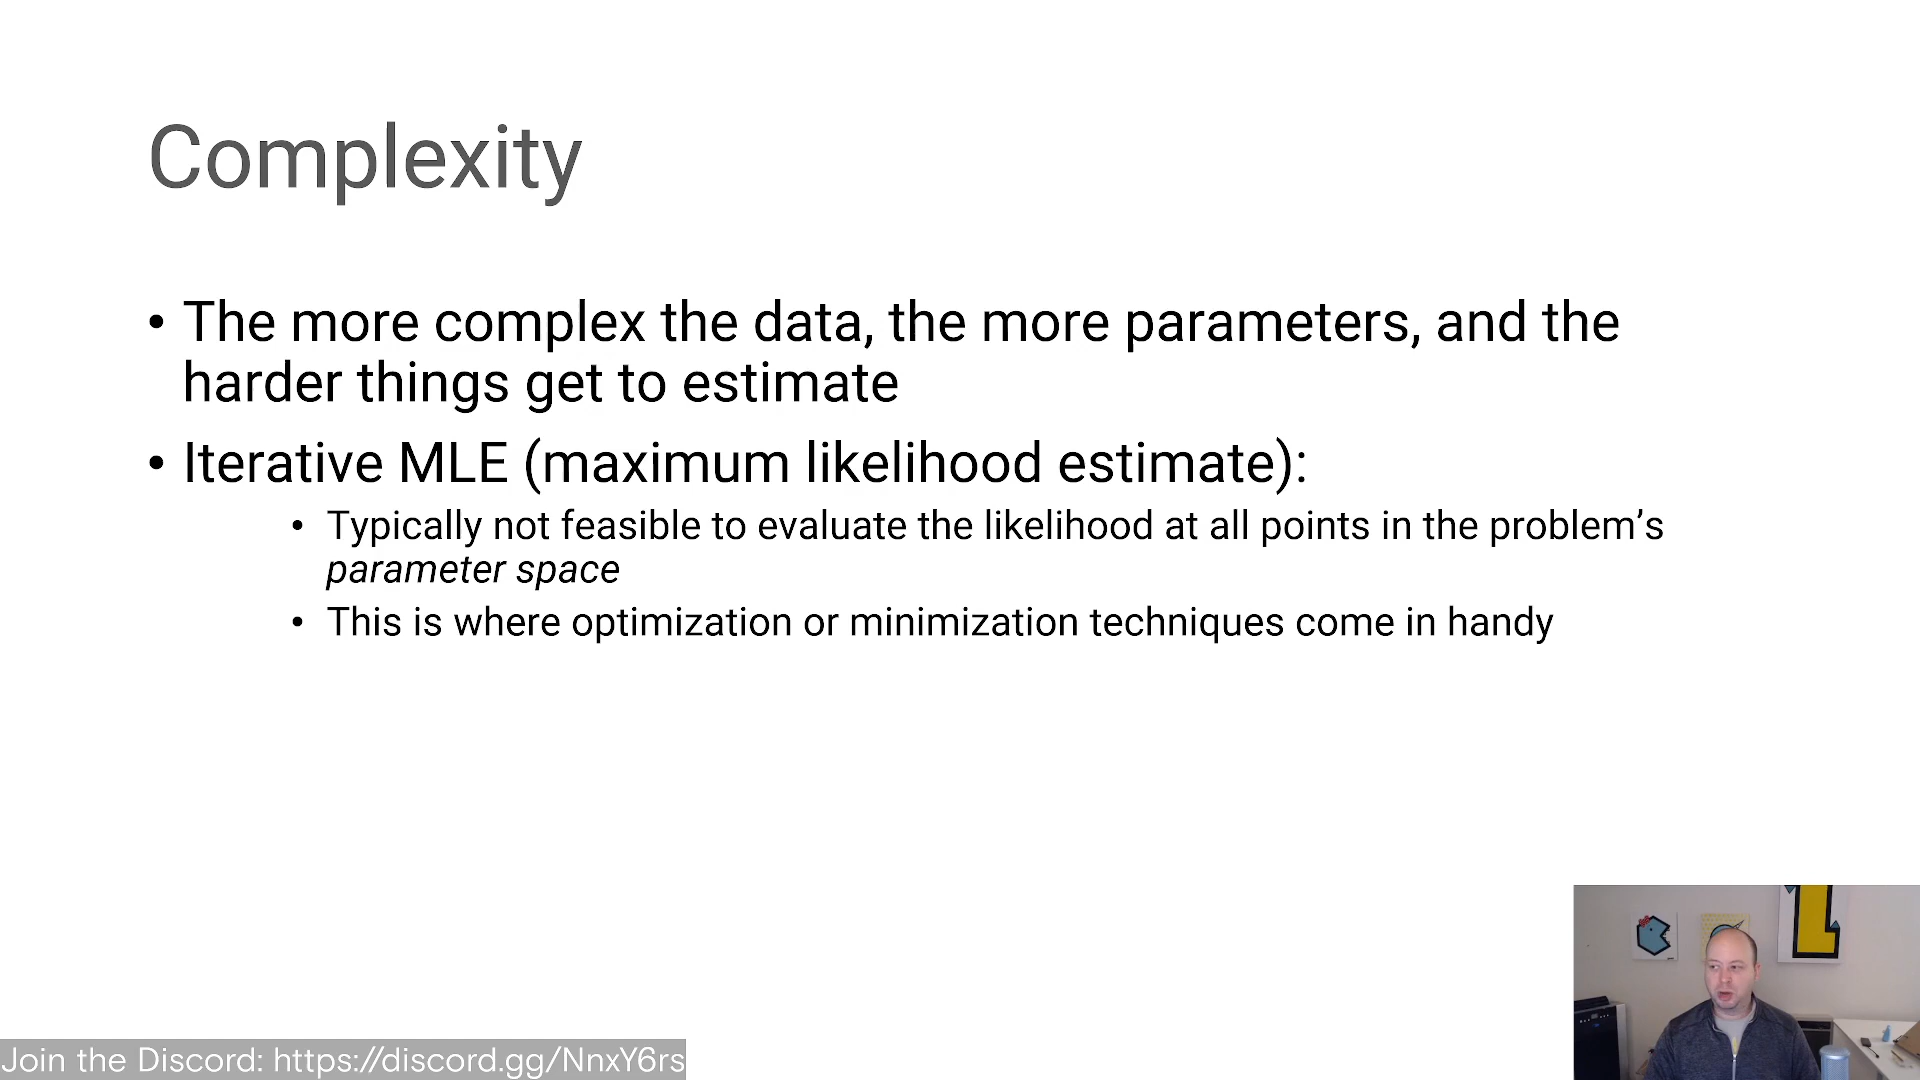 Complexity
• The more complex the data, the more parameters, and the
harder things get to estimate
• Iterative MLE (maximum likelihood estimate):
• Typically not feasible to evaluate the likelihood at all points in the problem’s
parameter space
• This is where optimization or minimization techniques come in handy
Join the Discord: https://discord.gg/NnxY6rs